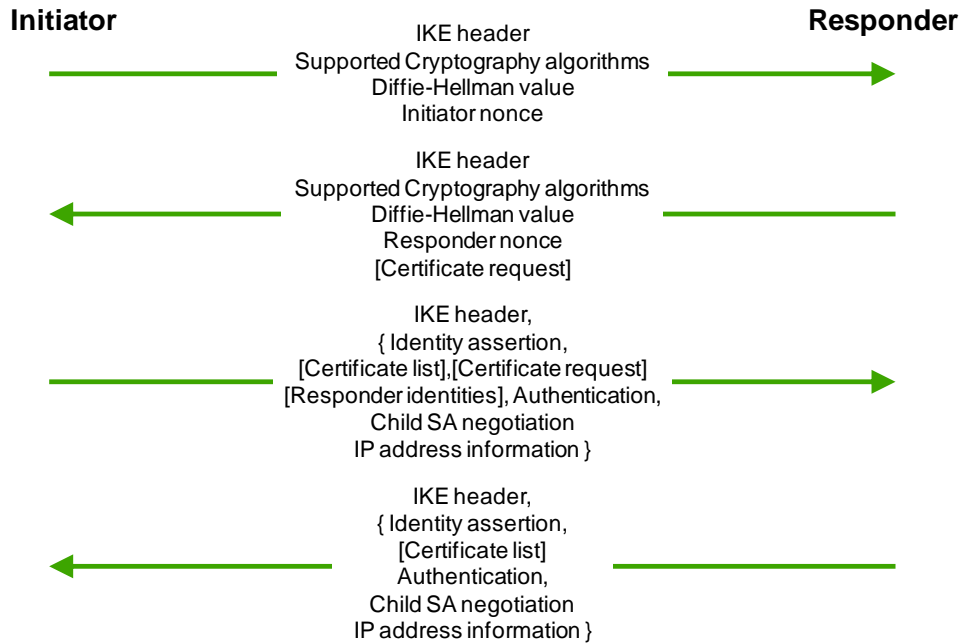 Initiator
Responder
IKE header
Supported Cryptography algorithms
Diffie-Hellman value
Initiator nonce
IKE header
Supported Cryptography algorithms
Diffie-Hellman value
Responder nonce
[Certificate request]
IKE header,
{ Identity assertion,
[Certificate list],[Certificate request]
[Responder identities], Authentication,
Child SA negotiation
IP address information }
IKE header,
{ Identity assertion,
[Certificate list]
Authentication,
Child SA negotiation
IP address information }